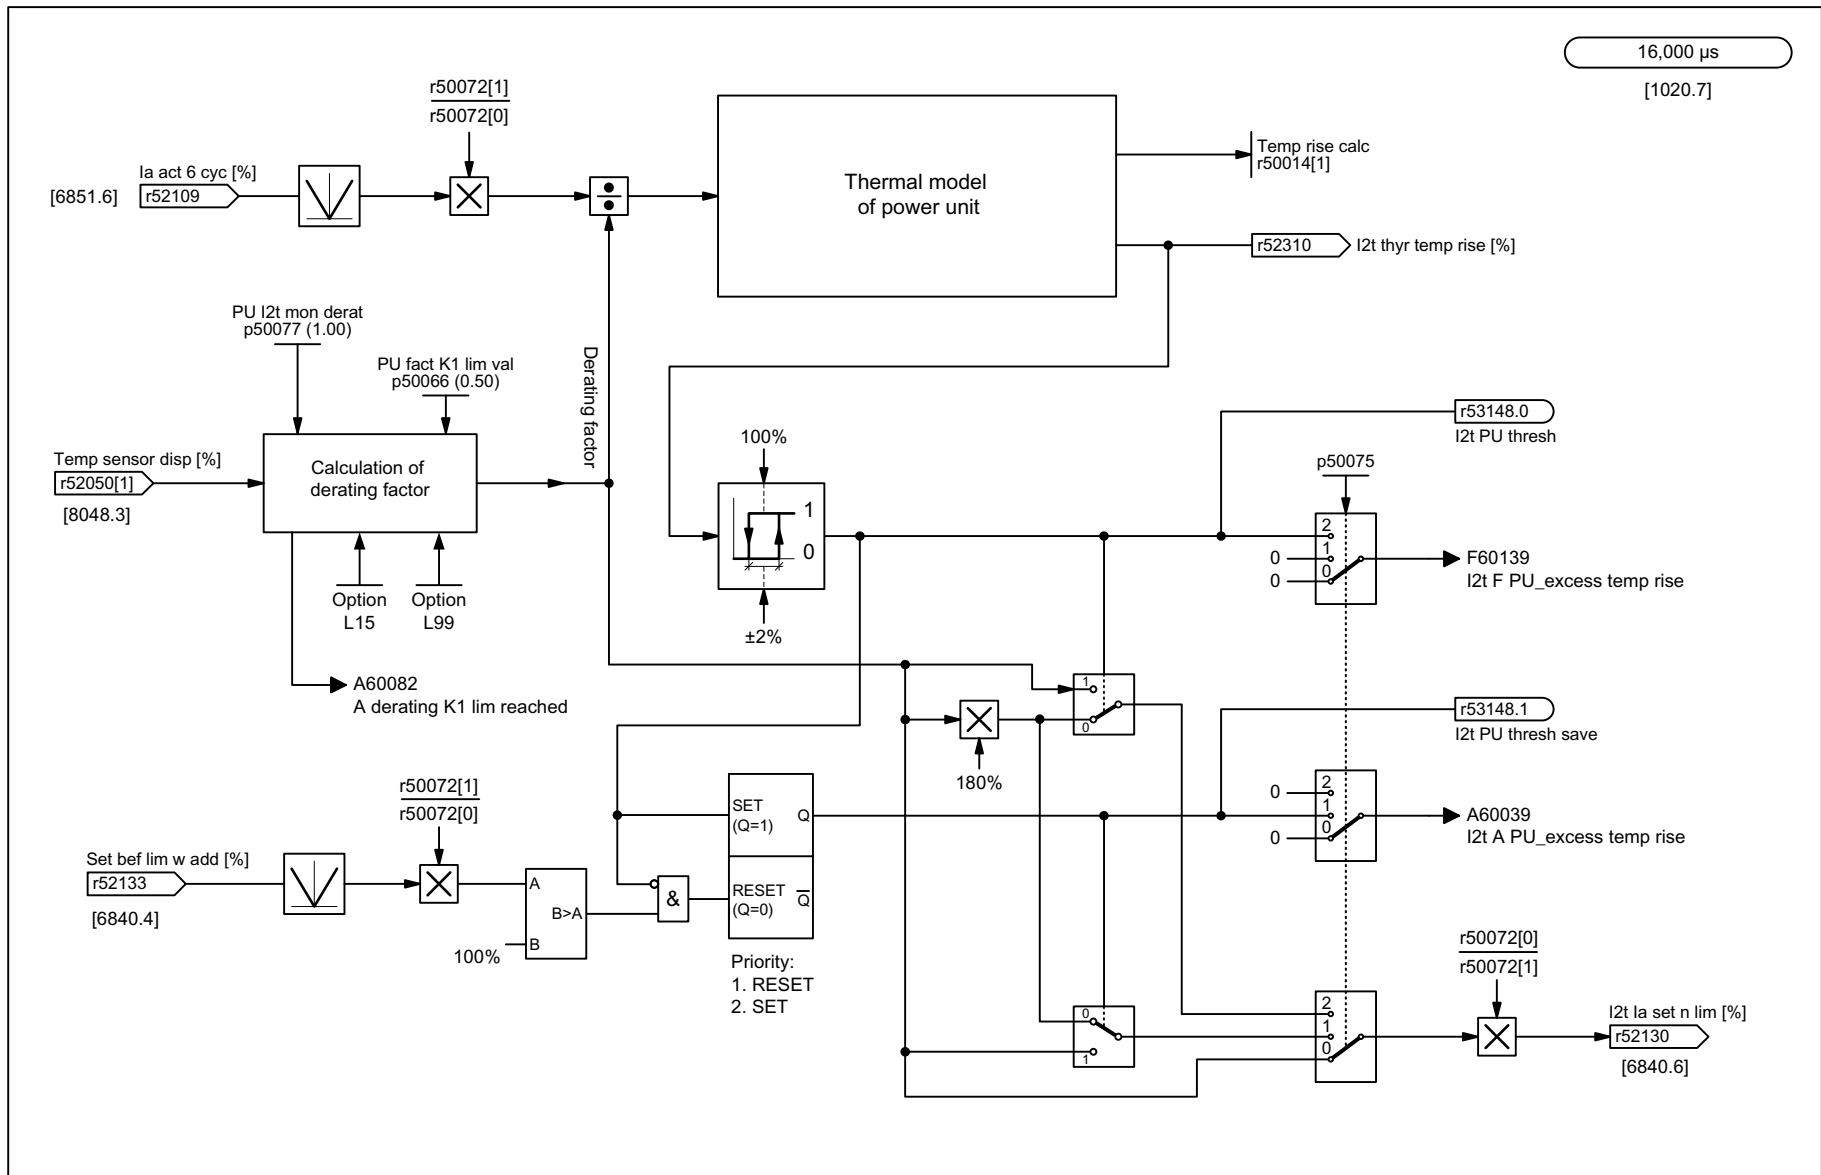 16,000 µs
[1020.7]
r50072[1]
r50072[0]
Ia act 6 cyc [%]
[6851.6]
r52109
Thermal model
of power unit
Temp rise calc
r50014[1]
r52310
I2t thyr temp rise [%]
PU I2t mon derat
p50077 (1.00)
PU fact K1 lim val
p50066 (0.50)
Derating factor
Temp sensor disp [%]
r52050[1]
[8048.3]
Calculation of
derating factor
Option
L15
Option
L99
A60082
A derating K1 lim reached
100%
1
0
±2%
r53148.0
I2t PU thresh
p50075
2
1
0
0
0
F60139
I2t F PU_excess temp rise
1
0
180%
r53148.1
I2t PU thresh save
2
1
0
0
0
A60039
I2t A PU_excess temp rise
r50072[1]
r50072[0]
Set bef lim w add [%]
r52133
[6840.4]
A
B>A
B
100%
&
SET
(Q=1)
Q
RESET
(Q=0)
Q
Priority:
1. RESET
2. SET
0
1
2
1
0
r50072[0]
r50072[1]
I2t Ia set n lim [%]
r52130
[6840.6]